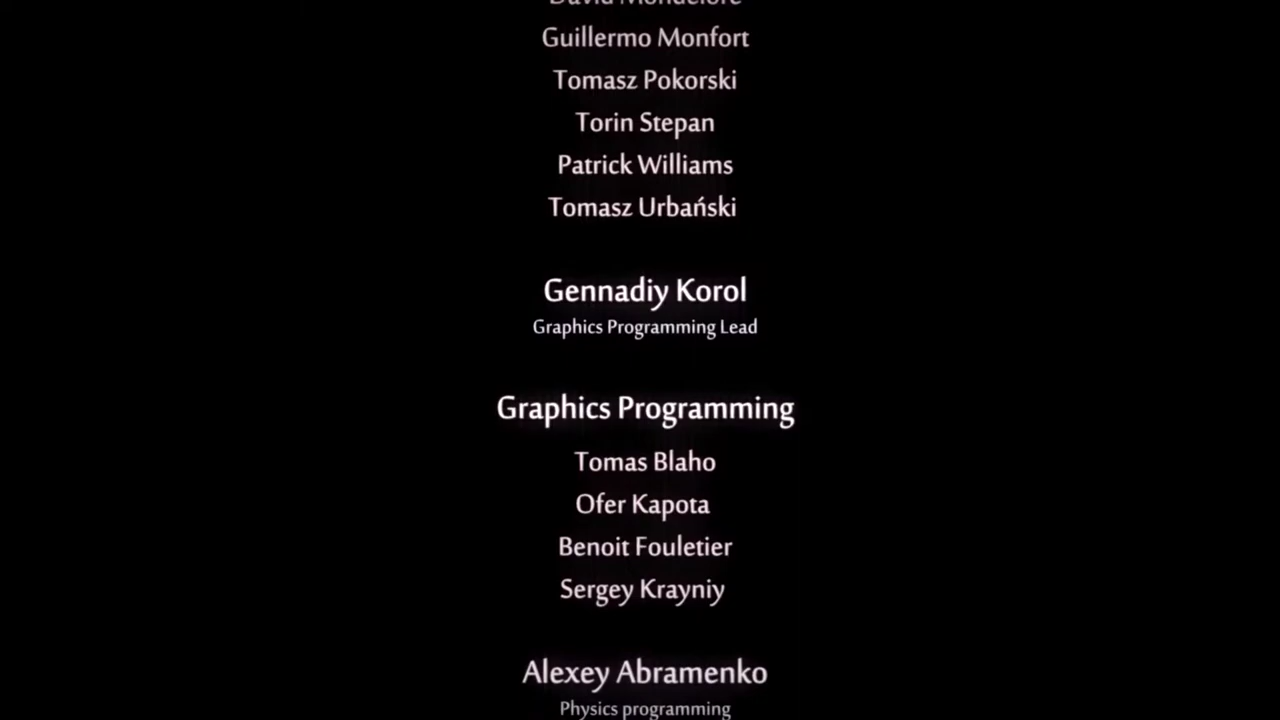 Guillermo Monfort
Tomasz Pokorski
Torin Stepan
Patrick Williams
Tomasz Urbański
Gennadiy Korol
Graphics Programming Lead
Graphics Programming
Tomas Blaho
Ofer Kapota
Benoit Fouletier
Sergey Krayniy
Alexey Abramenko
Physics programming